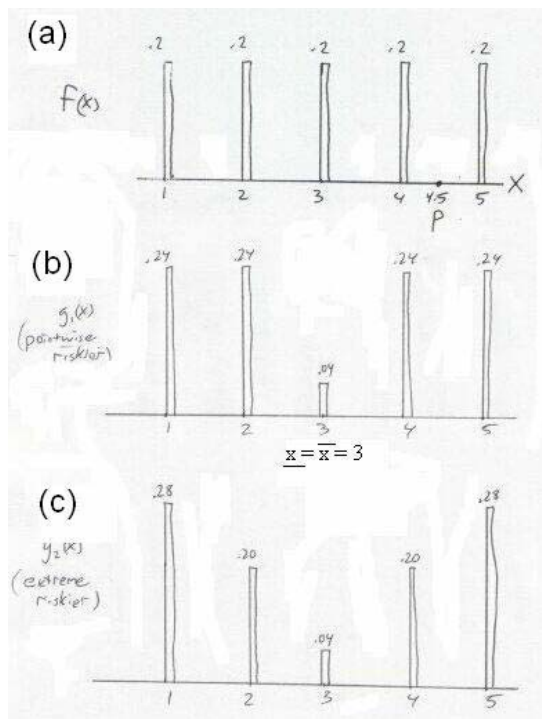 (a)
.2 .2 .2 .2 .2
f(x)
1 2 3 4 4.5 5 X
P
(b)
.24 .24 .04 .24 .24
g₁(x)
(pointwise
riskier)
1 2 3 4 5
x = x̄ = 3
(c)
.28 .20 .04 .20 .28
y₂(x)
(extreme
riskier)
1 2 3 4 5